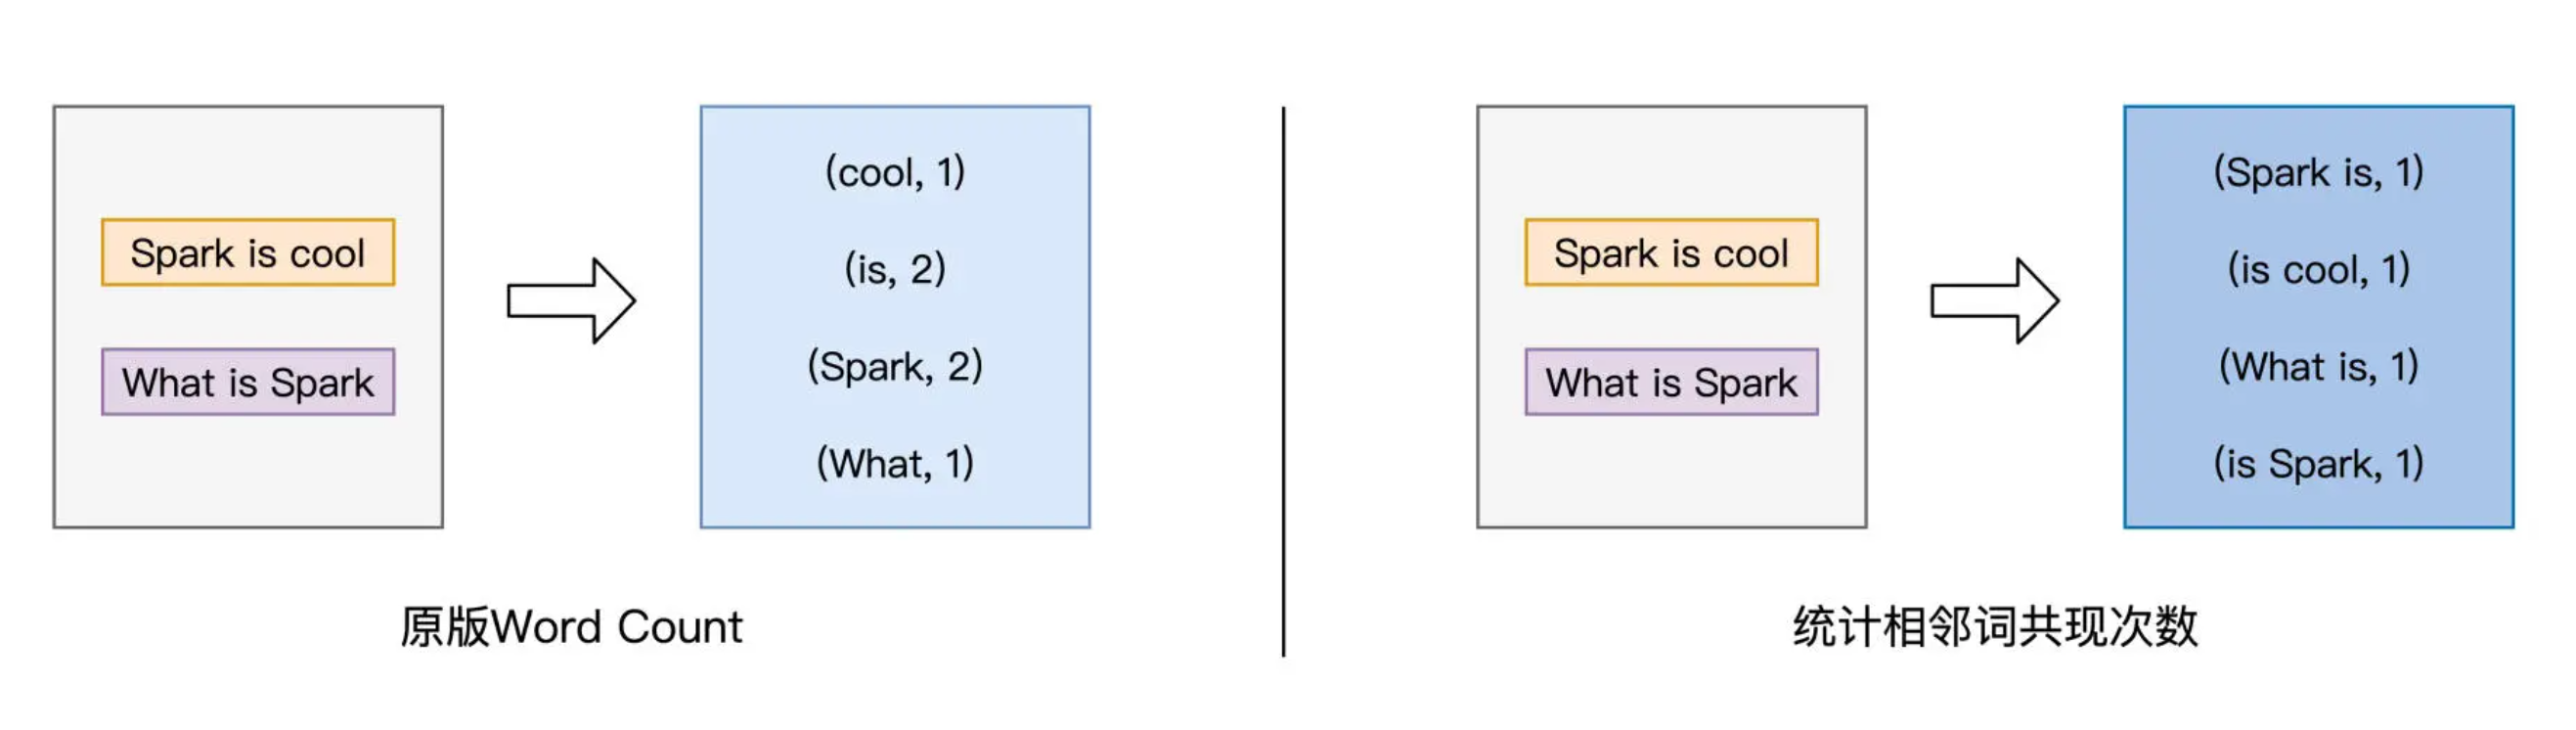 Spark is cool
What is Spark
(cool, 1)
(is, 2)
(Spark, 2)
(What, 1)
原版Word Count
Spark is cool
What is Spark
(Spark is, 1)
(is cool, 1)
(What is, 1)
(is Spark, 1)
统计相邻词共现次数